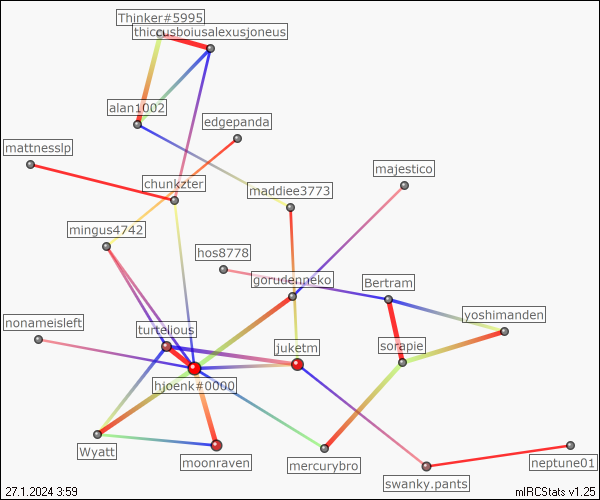 Thinker#5995
thiccusboiusalexusjoneus
alan1002
edgepanda
mattnesslp
majestico
chunkzter
maddiee3773
mingus4742
hos8778
gorudenneko
Bertram
yoshimanden
nonameisleft
turtelious
juketm
sorapie
hjoenk#0000
Wyatt
moonraven
mercurybro
neptune01
swanky.pants
27.1.2024 3:59
mIRCStats v1.25